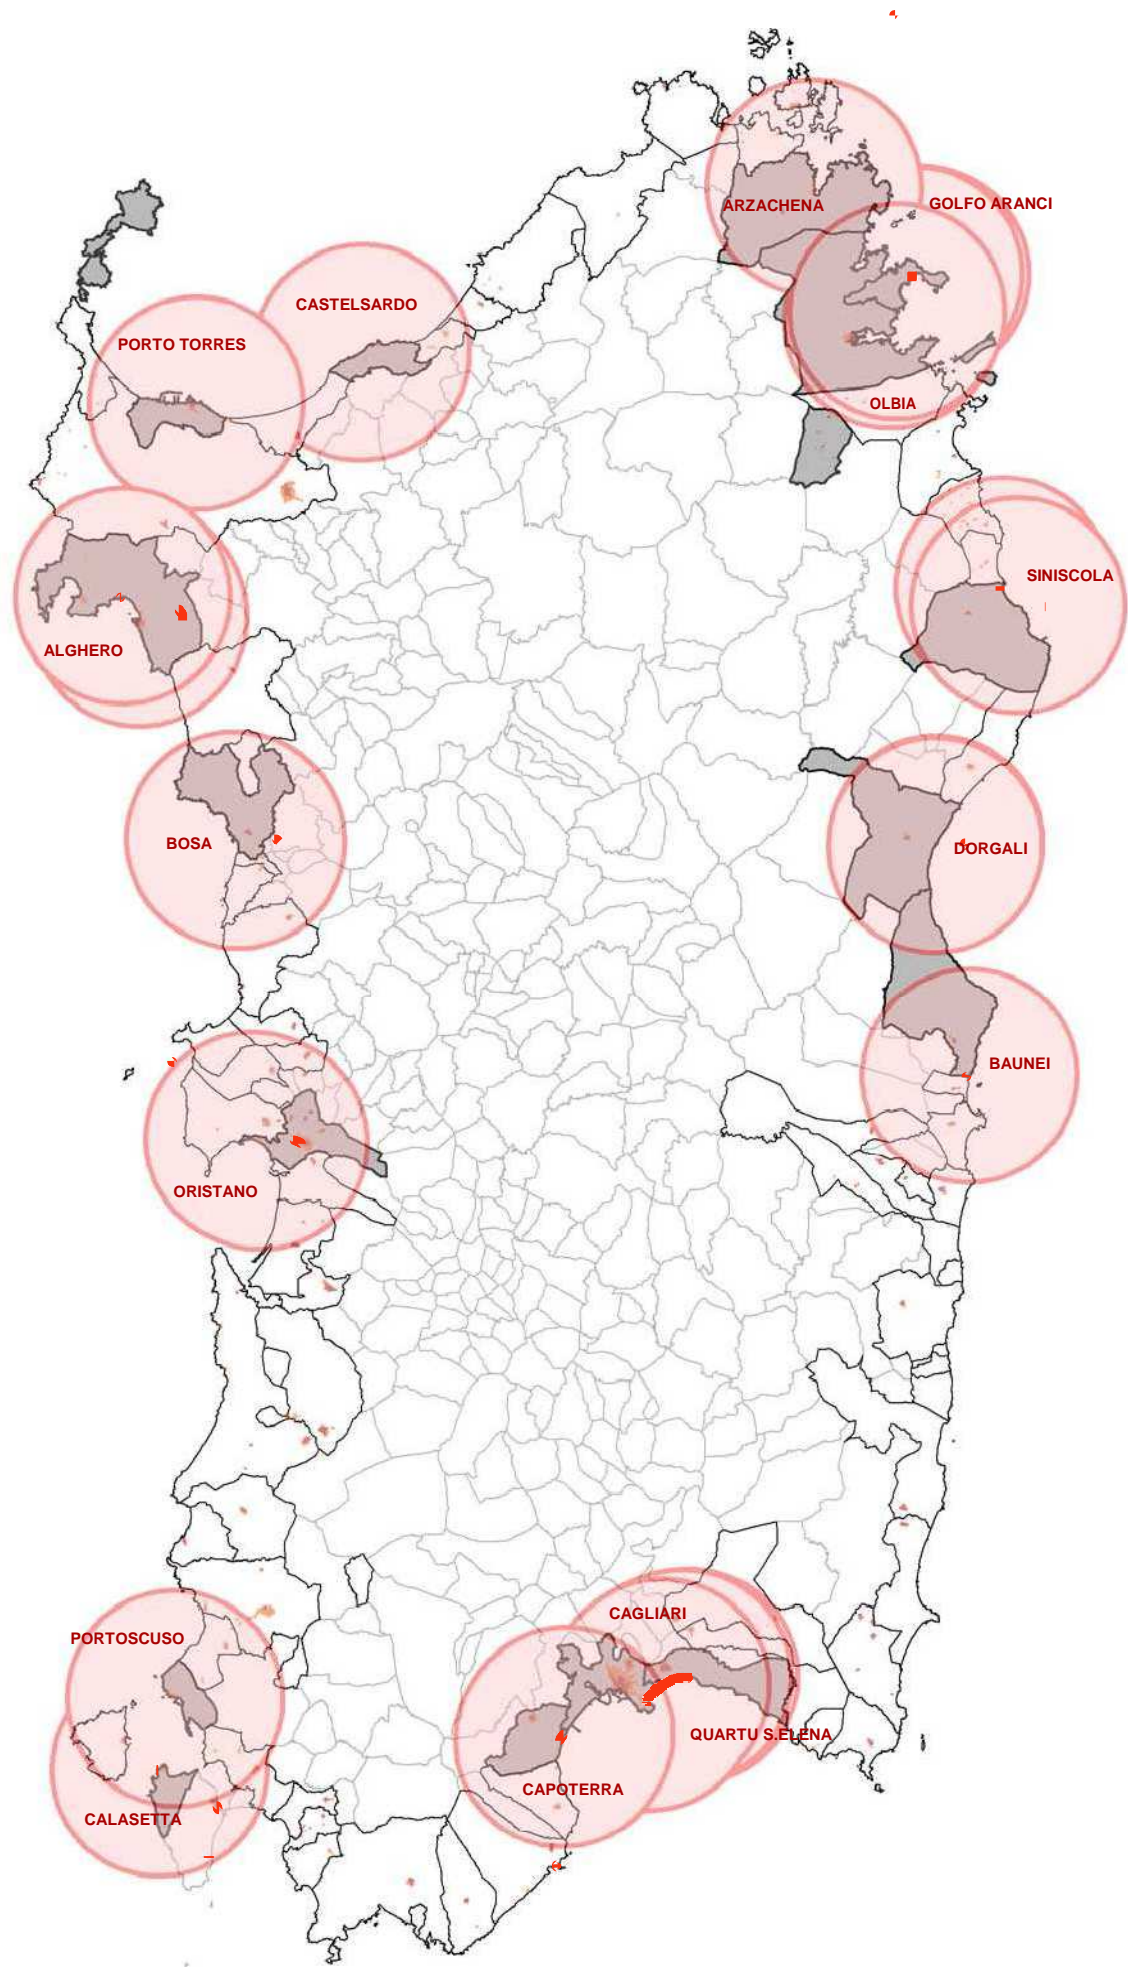 ARZACHENA
GOLFO ARANCI
CASTELSARDO
PORTO TORRES
OLBIA
SINISCOLA
ALGHERO
BOSA
DORGALI
BAUNEI
ORISTANO
CAGLIARI
PORTOSCUSO
QUARTU S.ELENA
CAPOTERRA
CALASETTA